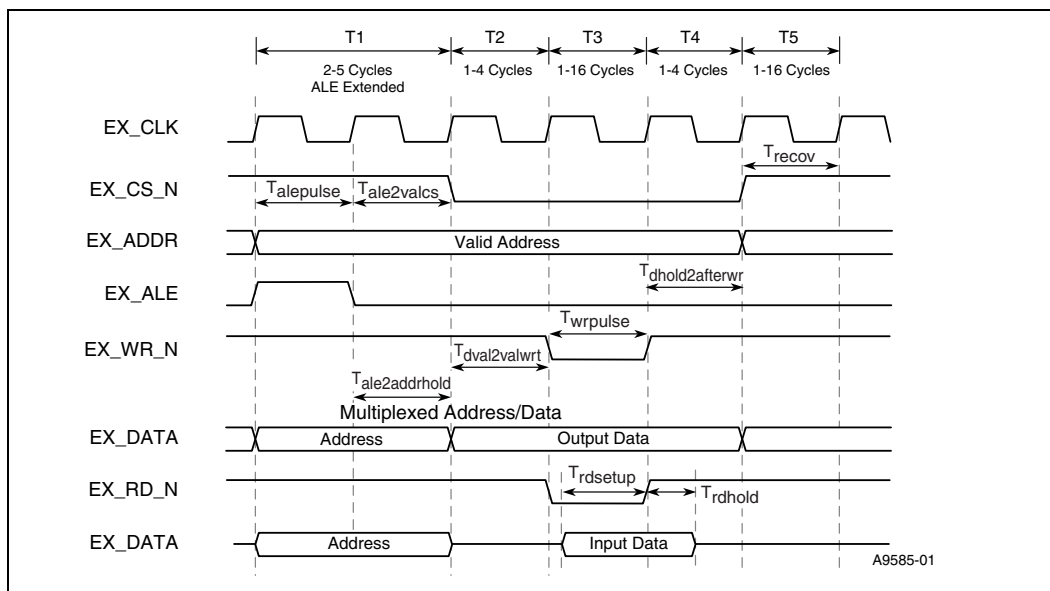 T1 T2 T3 T4 T5
2-5 Cycles 1-4 Cycles 1-16 Cycles 1-4 Cycles 1-16 Cycles
ALE Extended
EX_CLK
Trecov
EX_CS_N
Talepulse Tale2valcs
EX_ADDR
Valid Address
Tdhold2afterwr
EX_ALE
Twrpulse
EX_WR_N
Tdval2valwrt
Tale2addrhold
Multiplexed Address/Data
EX_DATA Address Output Data
Trdsetup
EX_RD_N
Trdhold
EX_DATA Address Input Data
A9585-01